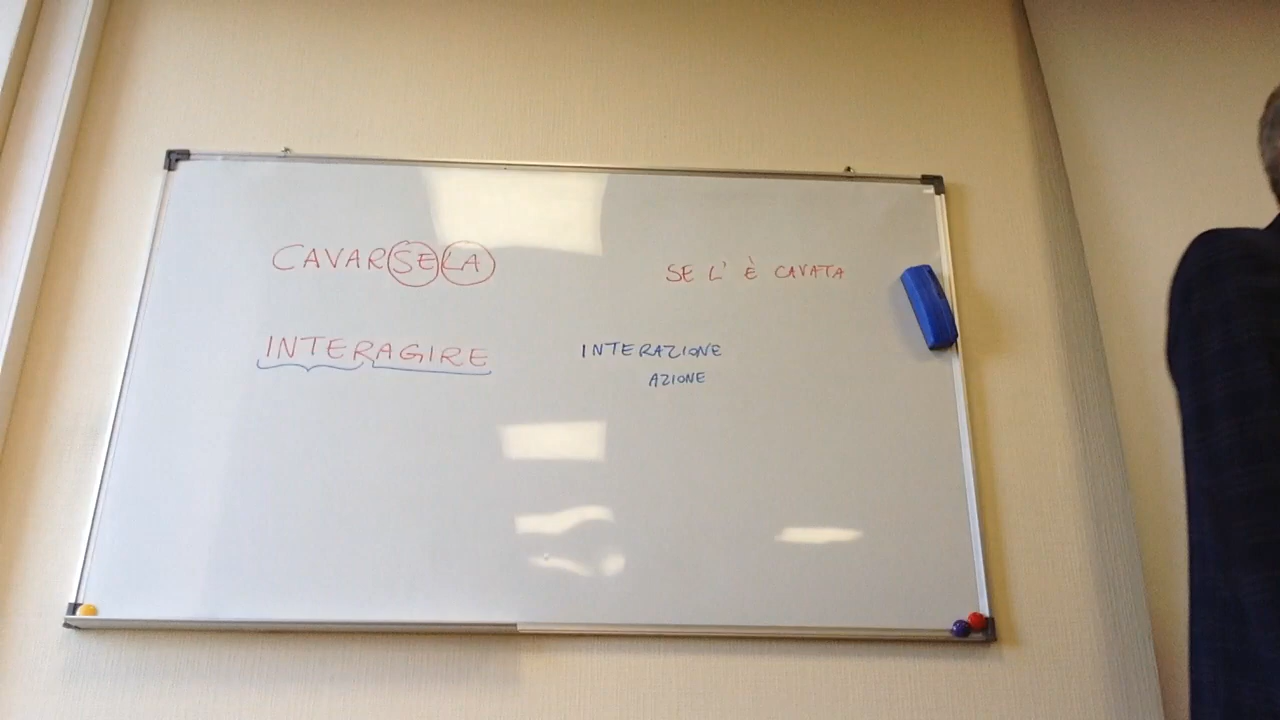 CAVARSELA
SE L' È CAVATA
INTERAGIRE
INTERAZIONE
AZIONE